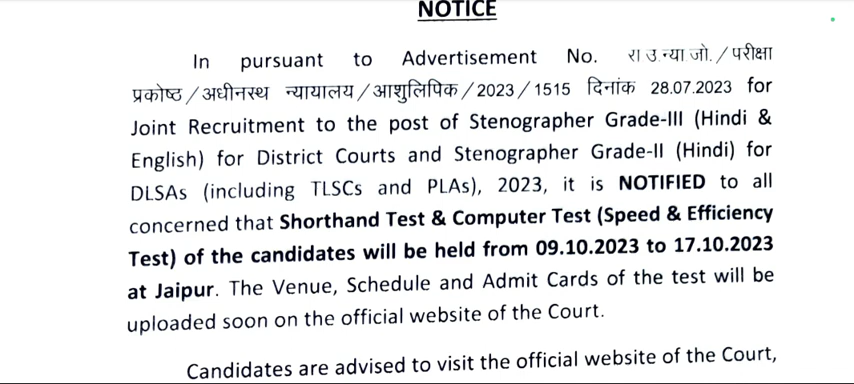 NOTICE
In pursuant to Advertisement No. रा.उ.न्या.जो./परीक्षा
प्रकोष्ठ/अधीनस्थ न्यायालय/आशुलिपिक/2023/1515 दिनांक 28.07.2023 for
Joint Recruitment to the post of Stenographer Grade-III (Hindi &
English) for District Courts and Stenographer Grade-II (Hindi) for
DLSAs (including TLSCs and PLAs), 2023, it is NOTIFIED to all
concerned that Shorthand Test & Computer Test (Speed & Efficiency
Test) of the candidates will be held from 09.10.2023 to 17.10.2023
at Jaipur. The Venue, Schedule and Admit Cards of the test will be
uploaded soon on the official website of the Court.
Candidates are advised to visit the official website of the Court,